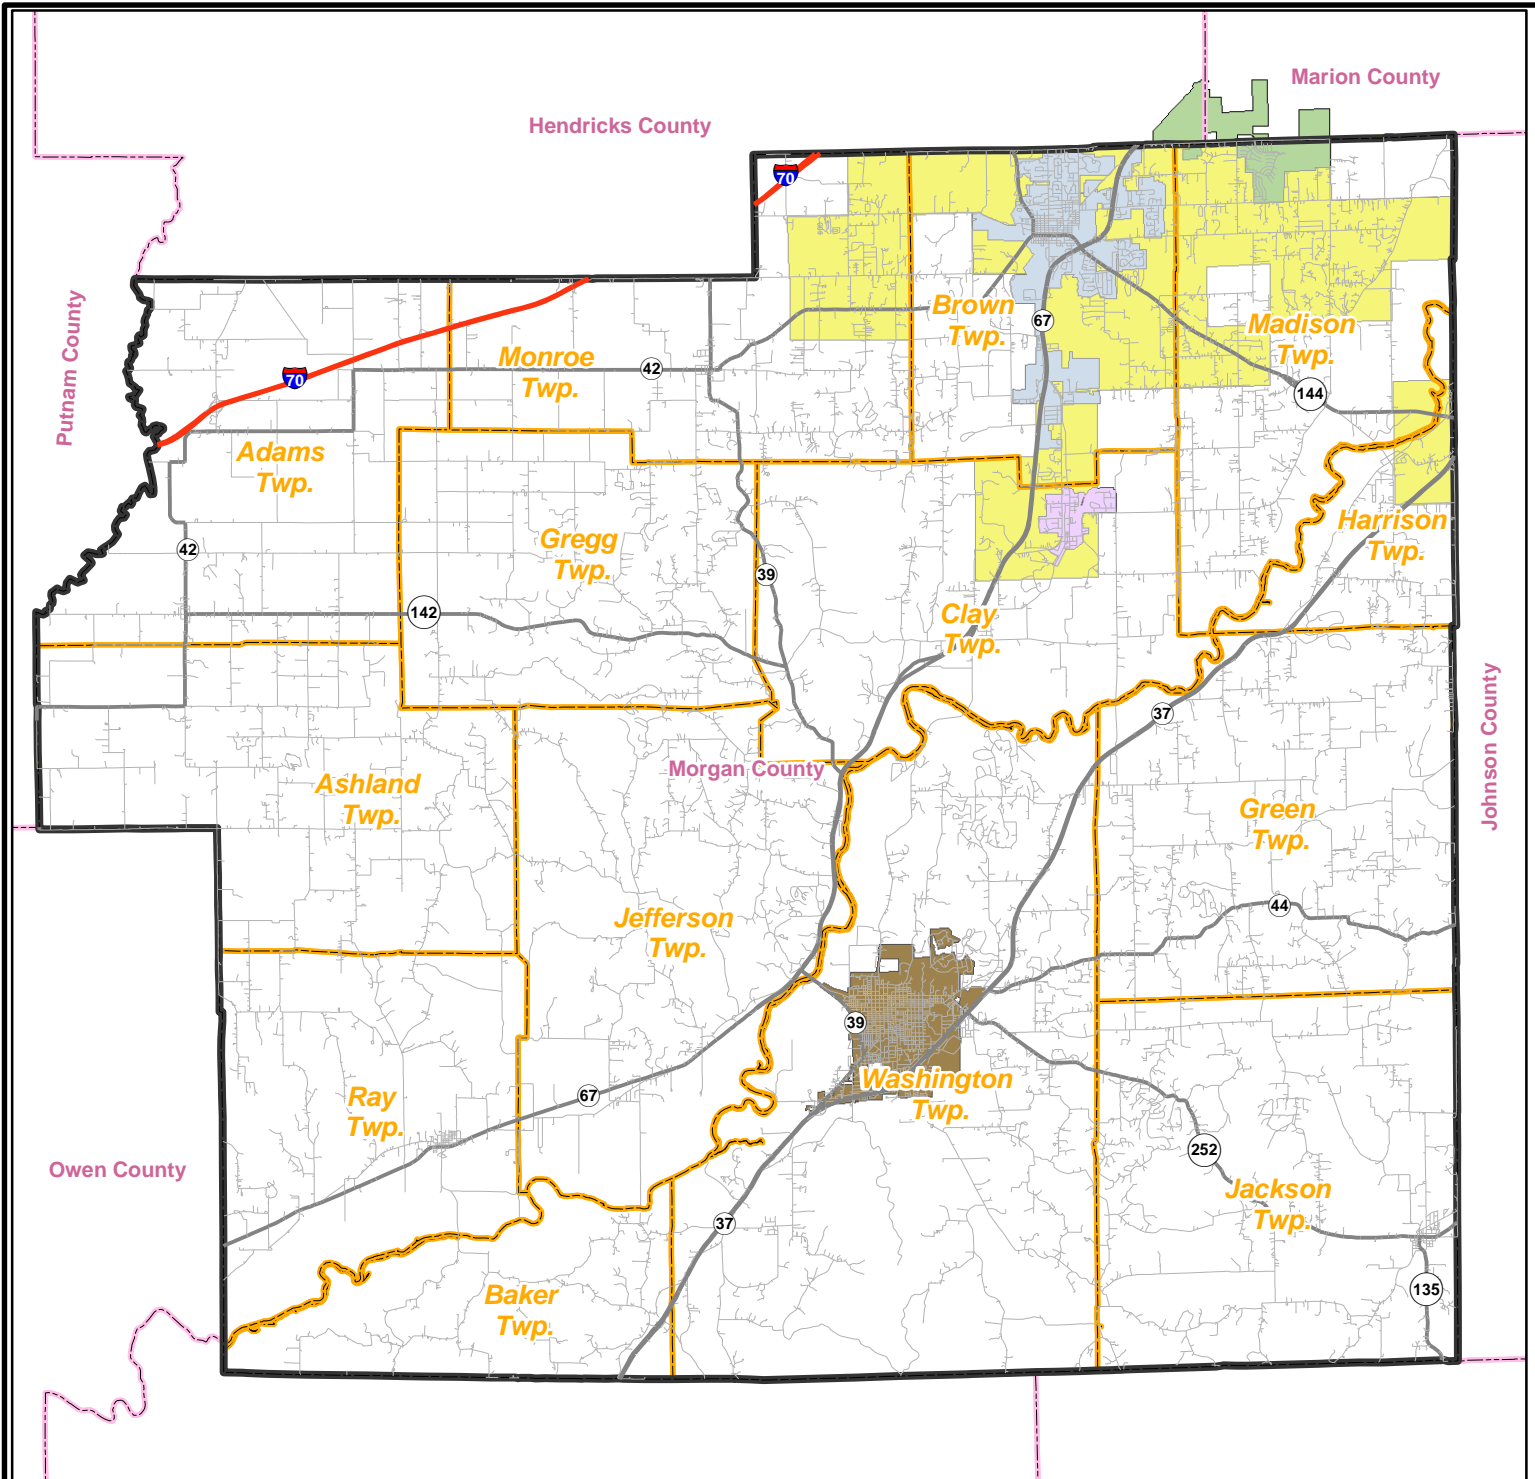 Marion County
Hendricks County
70
Putnam County
Brown
Twp.
67
Madison
Twp.
Monroe
Twp.
42
70
144
Adams
Twp.
Harrison
Twp.
Gregg
Twp.
42
39
142
Clay
Twp.
37
Johnson County
Morgan County
Ashland
Twp.
Green
Twp.
Jefferson
Twp.
44
39
Washington
Twp.
67
Ray
Twp.
252
Owen County
Jackson
Twp.
37
135
Baker
Twp.